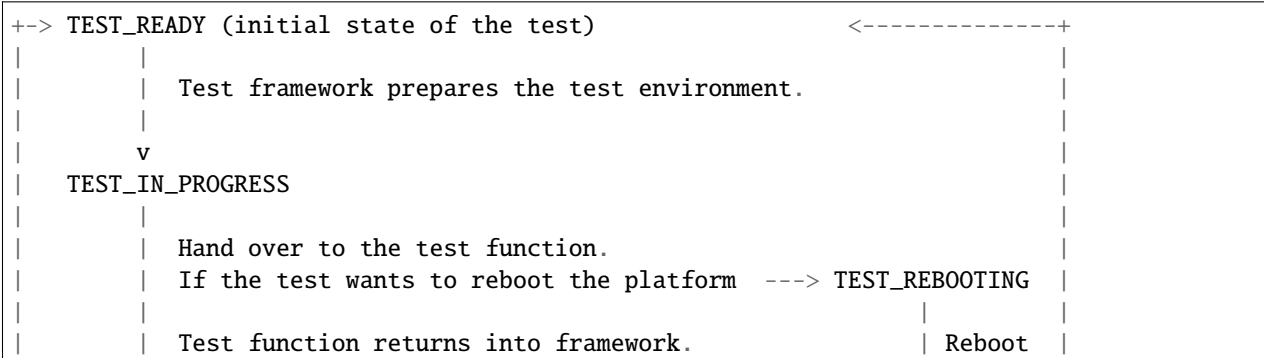 +-> TEST_READY (initial state of the test)                      <--------------+
|       |                                                                      |
|       |  Test framework prepares the test environment.                       |
|       |                                                                      |
|       v                                                                      |
|   TEST_IN_PROGRESS                                                           |
|       |                                                                      |
|       |  Hand over to the test function.                                     |
|       |  If the test wants to reboot the platform  ---> TEST_REBOOTING  |
|       |                                                       |         |
|       |  Test function returns into framework.                | Reboot  |